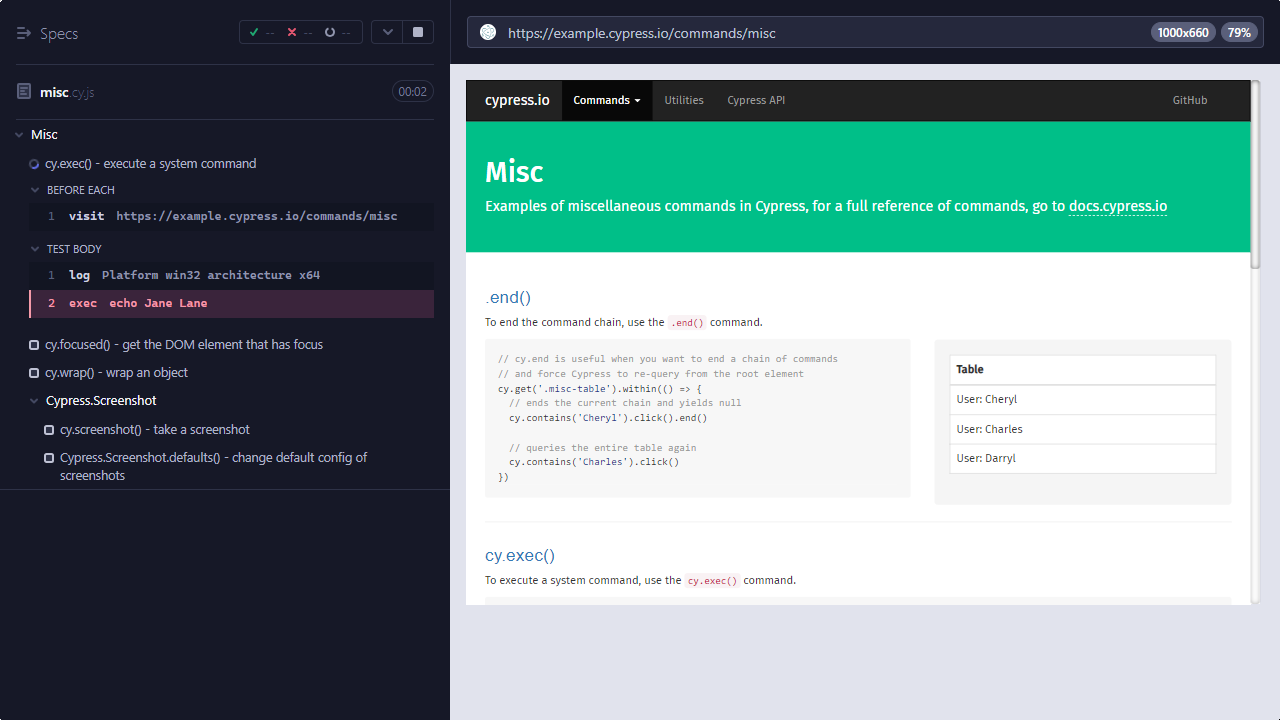 Specs
--
--
--
misc.cy.js
00:02
Misc
cy.exec() - execute a system command
BEFORE EACH
1 visit https://example.cypress.io/commands/misc
TEST BODY
1 log Platform win32 architecture x64
2 exec echo Jane Lane
cy.focused() - get the DOM element that has focus
cy.wrap() - wrap an object
Cypress.Screenshot
cy.screenshot() - take a screenshot
Cypress.Screenshot.defaults() - change default config of
screenshots
https://example.cypress.io/commands/misc
1000x660
79%
cypress.io
Commands
Utilities
Cypress API
GitHub
Misc
Examples of miscellaneous commands in Cypress, for a full reference of commands, go to docs.cypress.io
.end()
To end the command chain, use the .end() command.
// cy.end is useful when you want to end a chain of commands
// and force Cypress to re-query from the root element
cy.get('.misc-table').within(() => {
  // ends the current chain and yields null
  cy.contains('Cheryl').click().end()
  // queries the entire table again
  cy.contains('Charles').click()
})
Table
User: Cheryl
User: Charles
User: Darryl
cy.exec()
To execute a system command, use the cy.exec() command.